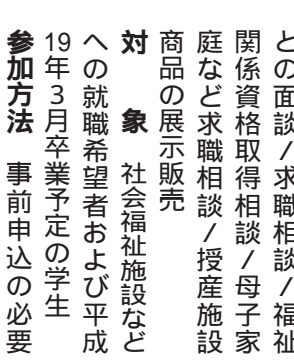 との面談/求職相談/福祉
関係資格取得相談/母子家
庭など求職相談/授産施設
商品の展示販売
対　象　社会福祉施設など
への就職希望者および平成
19年3月卒業予定の学生
参加方法　事前申込の必要